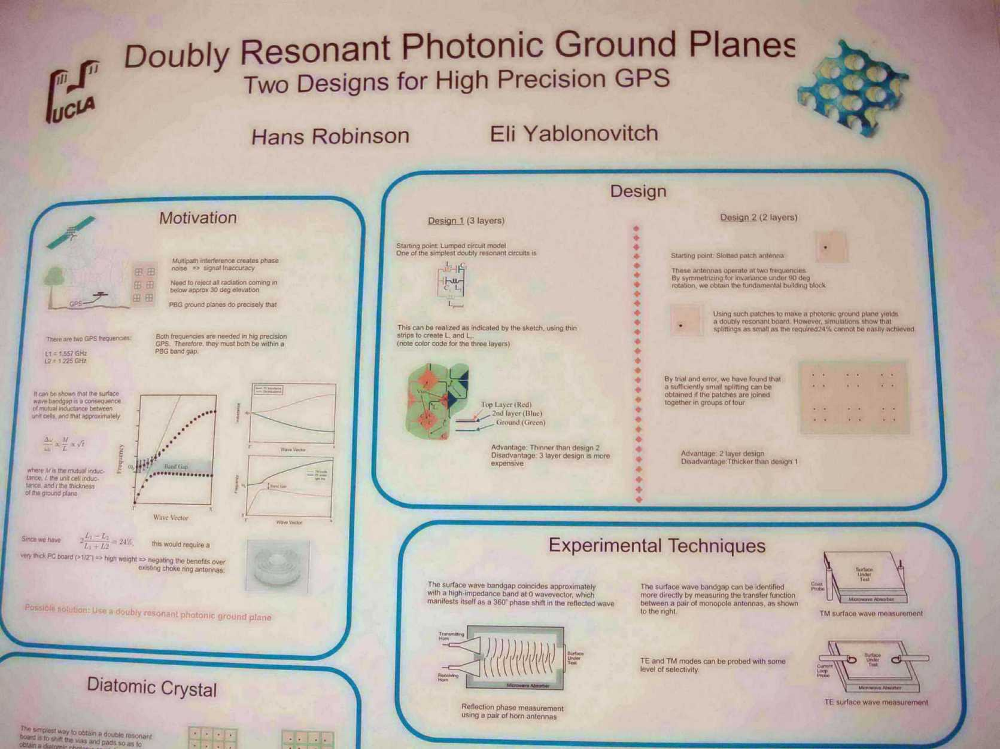 Doubly Resonant Photonic Ground Planes
Two Designs for High Precision GPS
UCLA
Hans Robinson
Eli Yablonovitch
Motivation
Multipath interference creates phase
noise => signal Inaccuracy
Need to reject all radiation coming in
below approx 30 deg elevation
PBG ground planes do precisely that
GPS
There are two GPS frequencies:
L1 = 1.557 GHz
L2 = 1.225 GHz
Both frequencies are needed in hig precision
GPS. Therefore, they must both be within a
PBG band gap.
It can be shown that the surface
wave bandgap is a consequence
of mutual inductance between
unit cells, and that approximately
Δω/ω₀ ∝ M/L ∝ √t
where M is the mutual induc-
tance, L the unit cell induc-
tance, and t the thickness
of the ground plane
Frequency
Band Gap
Γ
X
Wave Vector
Inductance
Wave Vector
Frequency
Band Gap
Wave Vector
Since we have
2 L₁ − L₂ / L₁ + L2 = 24%,
this would require a
very thick PC board (>1/2") => high weight => negating the benefits over
existing choke ring antennas.
Possible solution: Use a doubly resonant photonic ground plane
Diatomic Crystal
The simplest way to obtain a double resonant
board is to shift the vias and pads so as to
obtain a diatomic
Design
Design 1 (3 layers)
Starting point: Lumped circuit model
One of the simplest doubly resonant circuits is
L ground
This can be realized as indicated by the sketch, using thin
strips to create L, and L,.
(note color code for the three layers)
Vias
Top Layer (Red)
2nd layer (Blue)
Ground (Green)
Advantage: Thinner than design 2
Disadvantage: 3 layer design is more
expensive
Design 2 (2 layers)
Starting point: Slotted patch antenna:
These antennas operate at two frequencies.
By symmetrizing for invariance under 90 deg
rotation, we obtain the fundamental building block
Using such patches to make a photonic ground plane yields
a doubly resonant board. However, simulations show that
splittings as small as the required24% cannot be easily achieved
By trial and error, we have found that
a sufficiently small splitting can be
obtained if the patches are joined
together in groups of four
Advantage: 2 layer design
Disadvantage:Tthicker than design 1
Experimental Techniques
The surface wave bandgap coincides approximately
with a high-impedance band at 0 wavevector, which
manifests itself as a 360° phase shift in the reflected wave
Transmitting
Horn
Receiving
Horn
Surface
Under
Test
Microwave Absorber
Reflection phase measurement
using a pair of horn antennas
The surface wave bandgap can be identified
more directly by measuring the transfer function
between a pair of monopole antennas, as shown
to the right.
TE and TM modes can be probed with some
level of selectivity.
Surface
Under
Test
Coax
Probe
Microwave Absorber
TM surface wave measurement
Surface
Under
Test
Current
Loop
Probe
Microwave Absorber
TE surface wave measurement